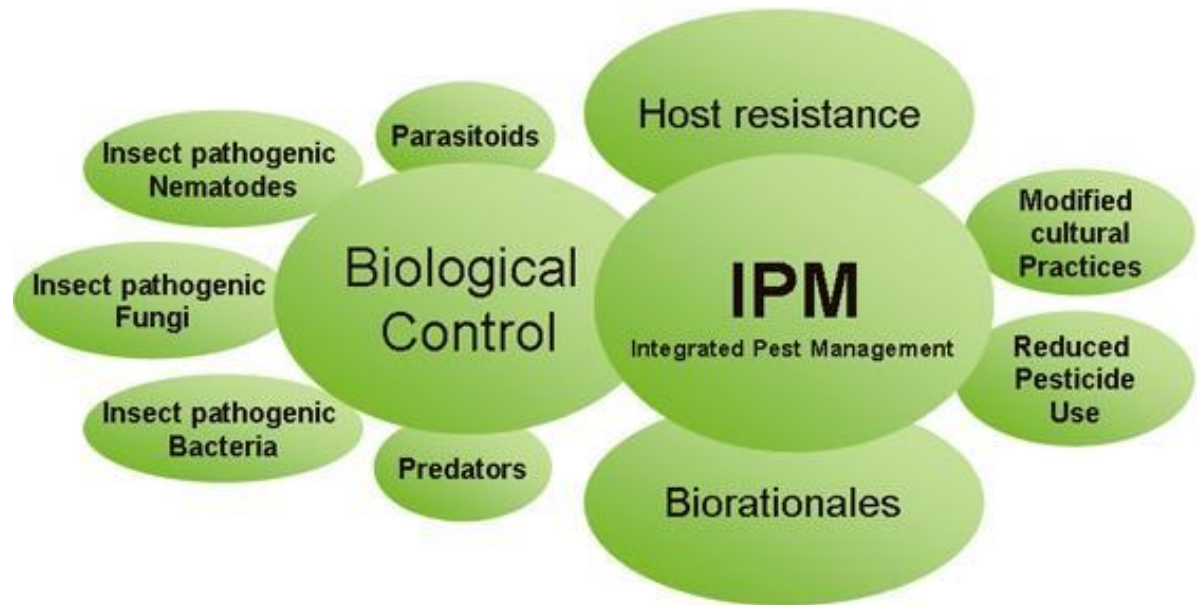 Host resistance
Parasitoids
Insect pathogenic
Nematodes
Modified
cultural
Practices
Biological
Control
IPM
Integrated Pest Management
Insect pathogenic
Fungi
Reduced
Pesticide
Use
Insect pathogenic
Bacteria
Predators
Biorationales